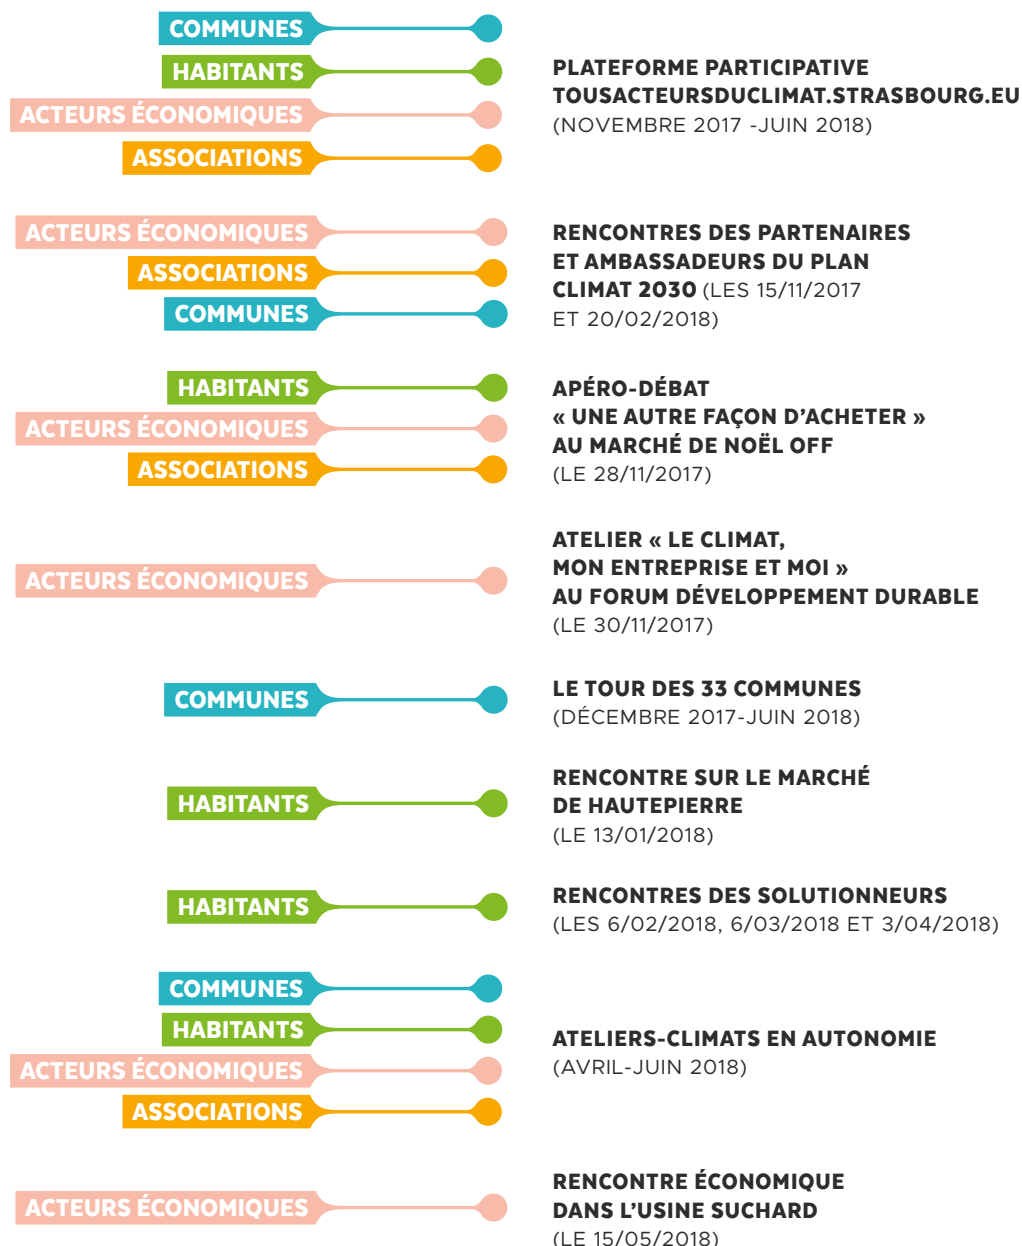 COMMUNES
HABITANTS
ACTEURS ÉCONOMIQUES
ASSOCIATIONS
PLATEFORME PARTICIPATIVE
TOUSACTEURSDUCLIMAT.STRASBOURG.EU
(NOVEMBRE 2017 -JUIN 2018)
ACTEURS ÉCONOMIQUES
ASSOCIATIONS
COMMUNES
RENCONTRES DES PARTENAIRES
ET AMBASSADEURS DU PLAN
CLIMAT 2030 (LES 15/11/2017
ET 20/02/2018)
HABITANTS
ACTEURS ÉCONOMIQUES
ASSOCIATIONS
APÉRO-DÉBAT
« UNE AUTRE FAÇON D’ACHETER »
AU MARCHÉ DE NOËL OFF
(LE 28/11/2017)
ACTEURS ÉCONOMIQUES
ATELIER « LE CLIMAT,
MON ENTREPRISE ET MOI »
AU FORUM DÉVELOPPEMENT DURABLE
(LE 30/11/2017)
COMMUNES
LE TOUR DES 33 COMMUNES
(DÉCEMBRE 2017-JUIN 2018)
HABITANTS
RENCONTRE SUR LE MARCHÉ
DE HAUTEPIERRE
(LE 13/01/2018)
HABITANTS
RENCONTRES DES SOLUTIONNEURS
(LES 6/02/2018, 6/03/2018 ET 3/04/2018)
COMMUNES
HABITANTS
ACTEURS ÉCONOMIQUES
ASSOCIATIONS
ATELIERS-CLIMATS EN AUTONOMIE
(AVRIL-JUIN 2018)
ACTEURS ÉCONOMIQUES
RENCONTRE ÉCONOMIQUE
DANS L’USINE SUCHARD
(LE 15/05/2018)